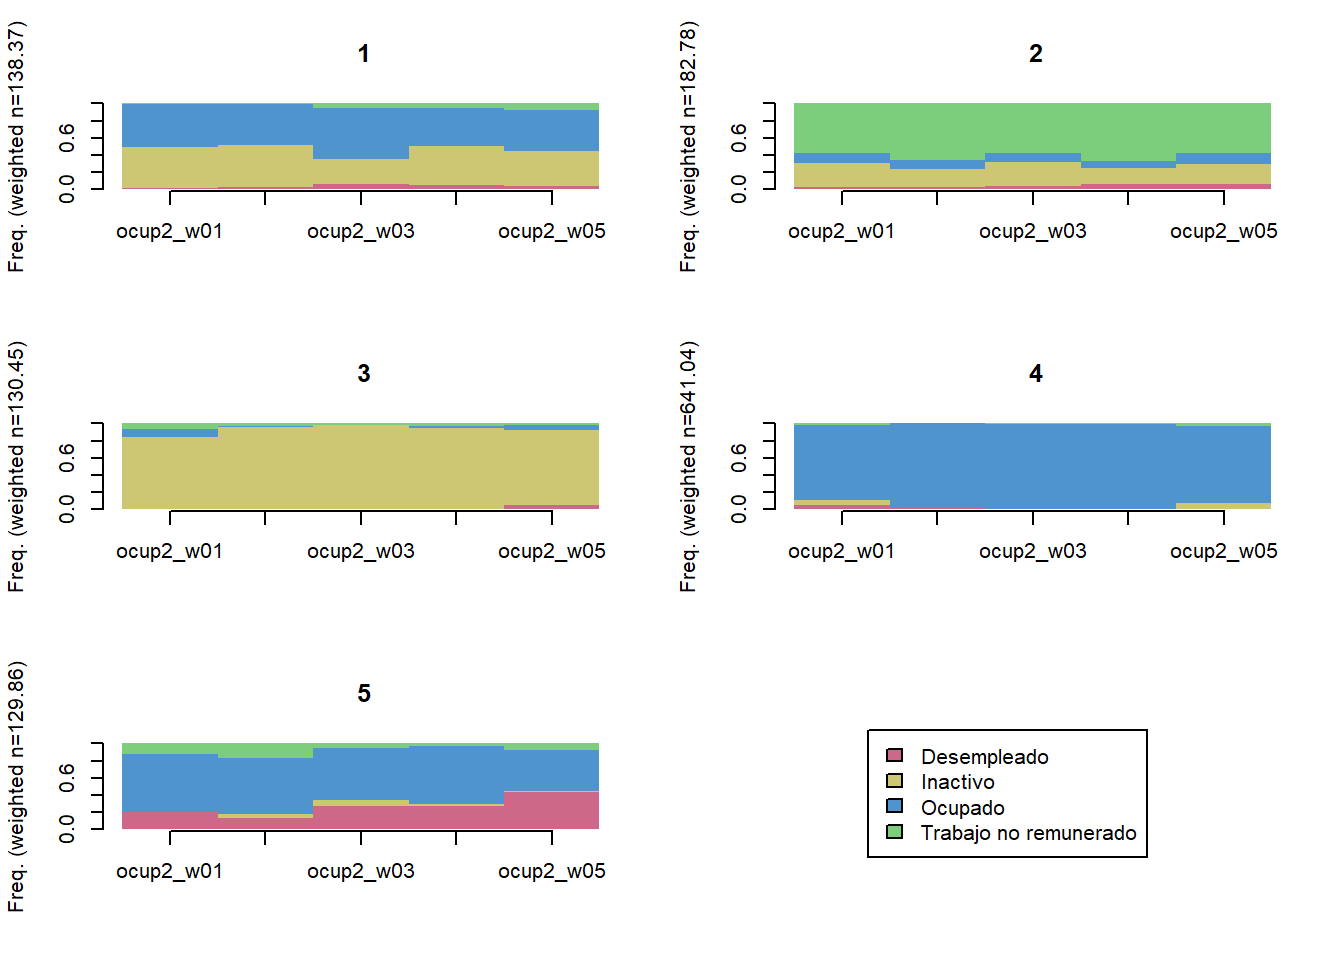 1
Freq. (weighted n=138.37)
0.0 0.6
ocup2_w01 ocup2_w03 ocup2_w05
2
Freq. (weighted n=182.78)
0.0 0.6
ocup2_w01 ocup2_w03 ocup2_w05
3
Freq. (weighted n=130.45)
0.0 0.6
ocup2_w01 ocup2_w03 ocup2_w05
4
Freq. (weighted n=641.04)
0.0 0.6
ocup2_w01 ocup2_w03 ocup2_w05
5
Freq. (weighted n=129.86)
0.0 0.6
ocup2_w01 ocup2_w03 ocup2_w05
Desempleado
Inactivo
Ocupado
Trabajo no remunerado